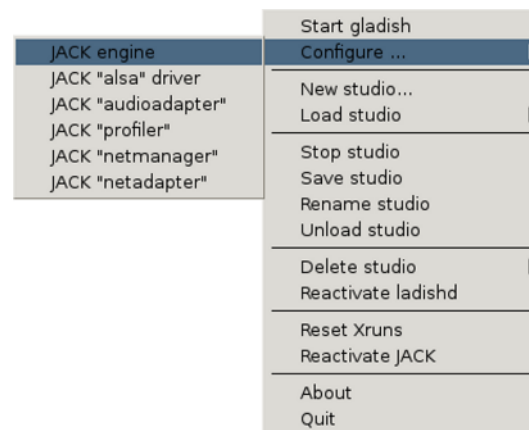 Start gladish
Configure ...
JACK engine
JACK "alsa" driver
JACK "audioadapter"
JACK "profiler"
JACK "netmanager"
JACK "netadapter"
New studio...
Load studio
Stop studio
Save studio
Rename studio
Unload studio
Delete studio
Reactivate ladishd
Reset Xruns
Reactivate JACK
About
Quit